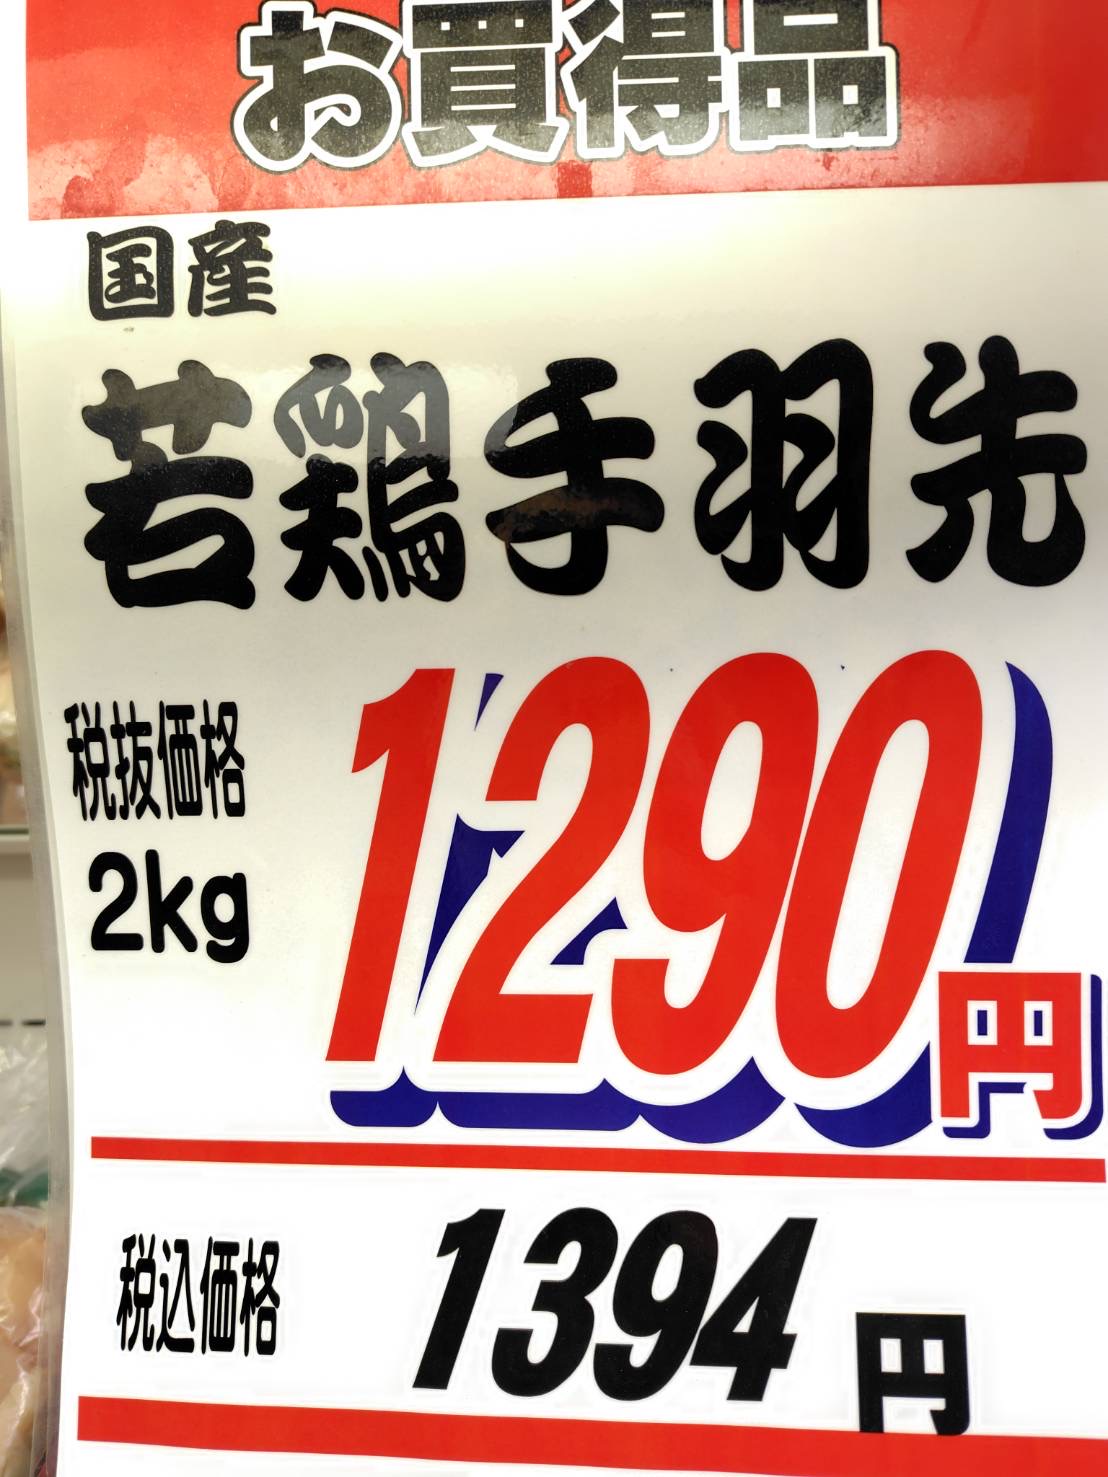 お買得品
国産
若鶏手羽先
税抜価格
2kg
1290円
税込価格 1394円